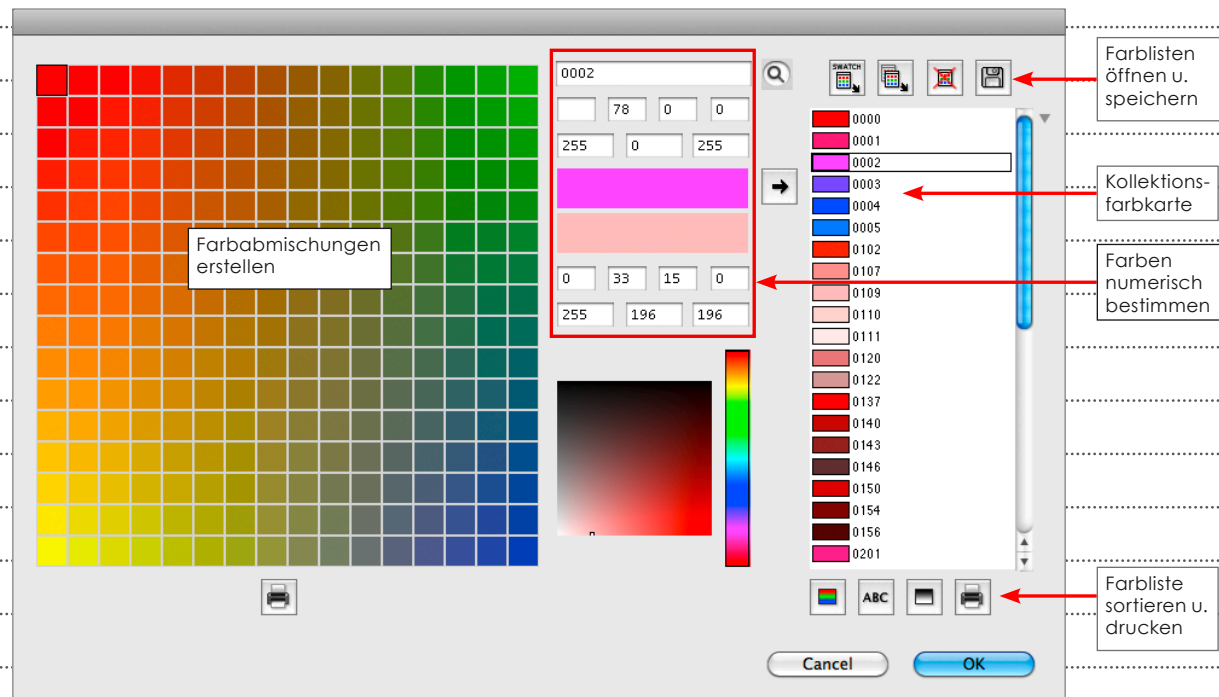 0002
78 0 0
255 0 255
0 33 15 0
255 196 196
Farbabmischungen
erstellen
SWATCH
0000
0001
0002
0003
0004
0005
0102
0107
0109
0110
0111
0120
0122
0137
0140
0143
0146
0150
0154
0156
0201
ABC
Cancel
OK
Farblisten
öffnen u.
speichern
Kollektions-
farbkarte
Farben
numerisch
bestimmen
Farbliste
sortieren u.
drucken